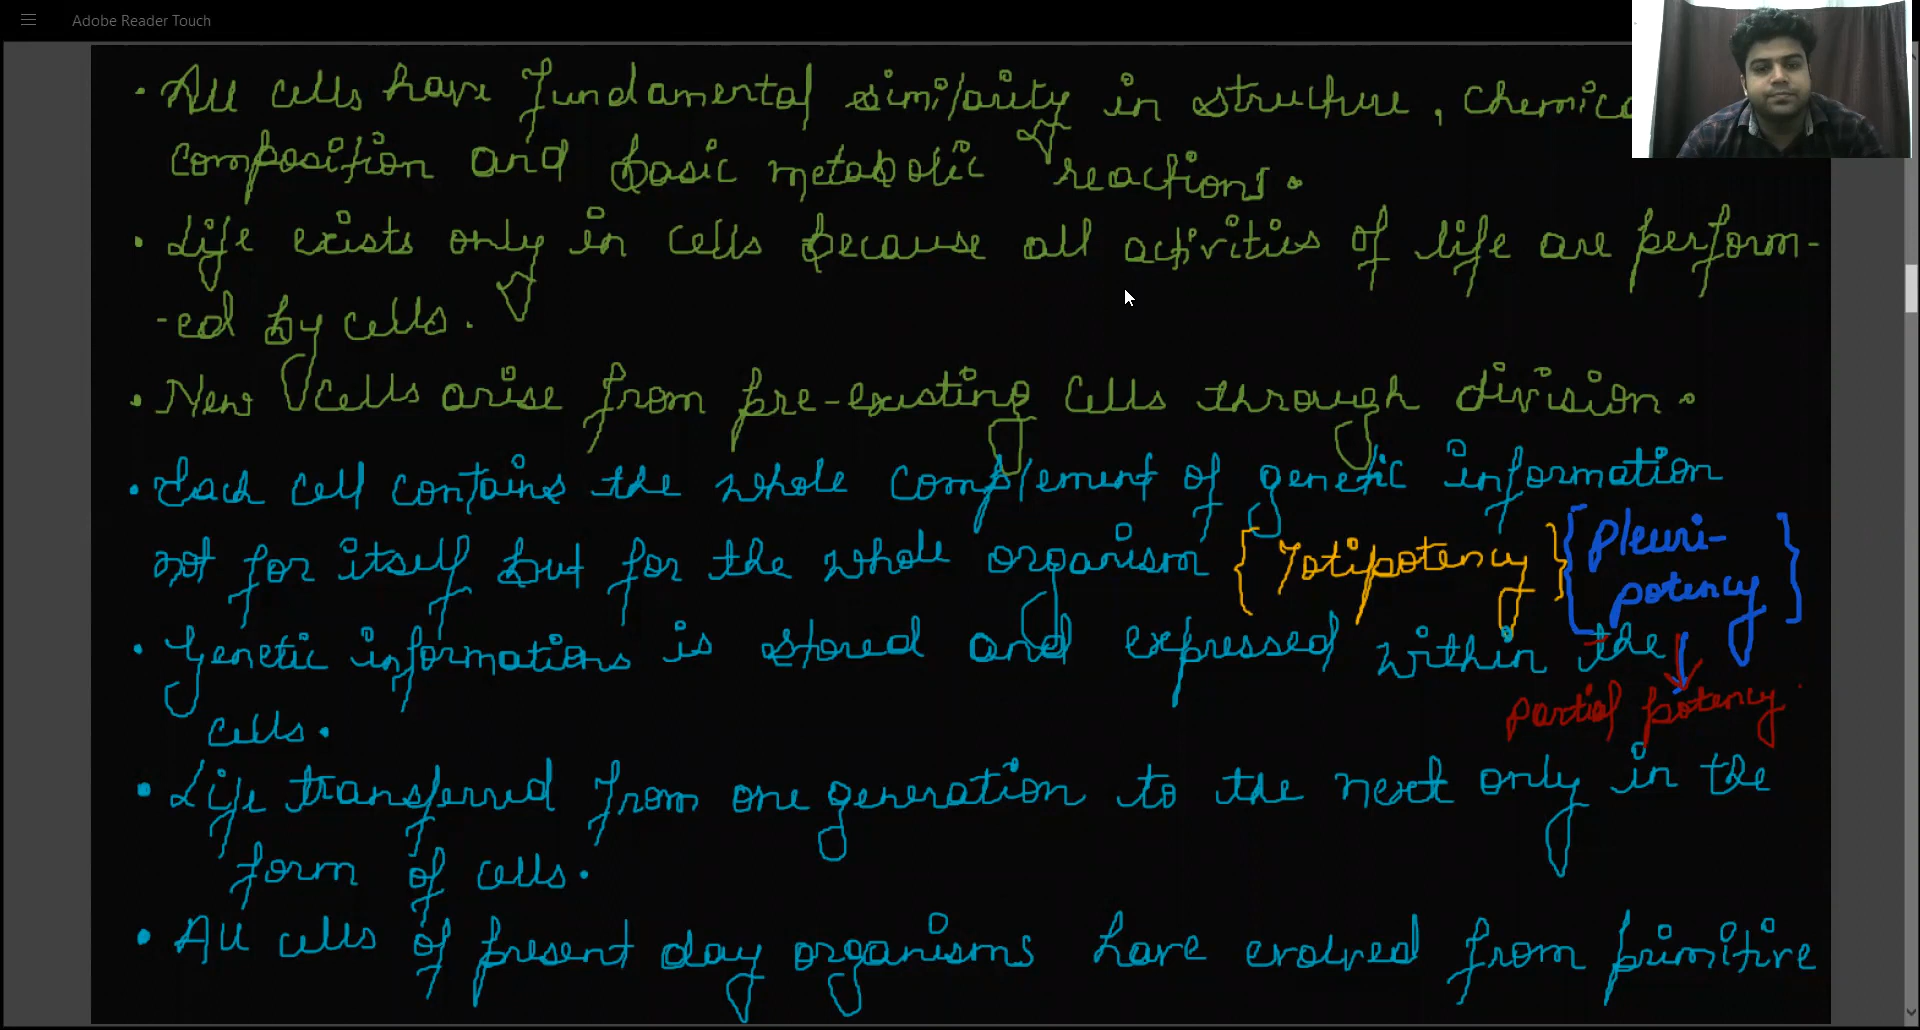 Adobe Reader Touch
• All cells have fundamental similarity in structure, chemica
composition and basic metabolic reactions.
• Life exists only in cells because all activities of life are perform-
-ed by cells.
• New cells arise from pre-existing cells through division.
• Each cell contains the whole complement of genetic information
not for itself but for the whole organism {Totipotency} {Pleuri-
potency}
• Genetic informations is stored and expressed within the
cells.
Partial potency
• Life transferred from one generation to the next only in the
form of cells.
• All cells of present day organisms have evolved from primitive